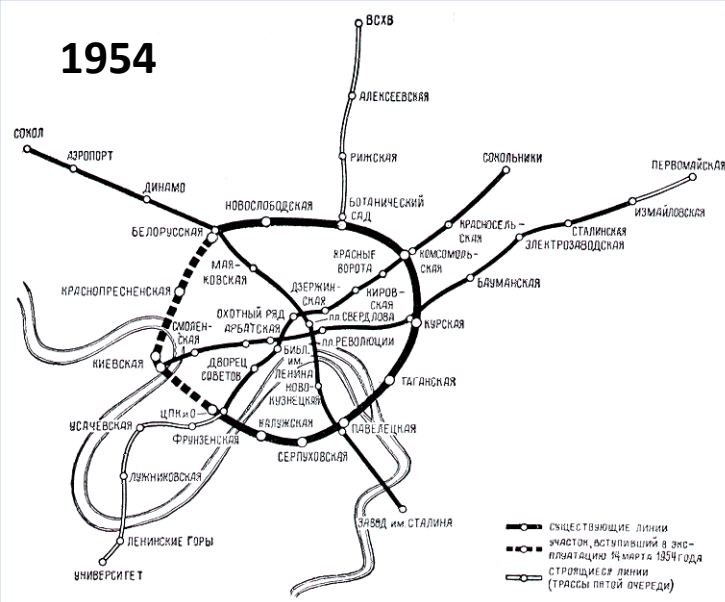 1954
ВСХВ
АЛЕКСЕЕВСКАЯ
СОКОЛ
АЭРОПОРТ
РИЖСКАЯ
СОКОЛЬНИКИ
ПЕРВОМАЙСКАЯ
ДИНАМО
НОВОСЛОБОДСКАЯ
БОТАНИЧЕСКИЙ
САД
ИЗМАЙЛОВСКАЯ
БЕЛОРУССКАЯ
КРАСНОСЕЛЬ-
СКАЯ
СТАЛИНСКАЯ
ЭЛЕКТРОЗАВОДСКАЯ
МАЯ-
КОВСКАЯ
КРАСНЫЕ
ВОРОТА
КОМСОМОЛЬ-
СКАЯ
БАУМАНСКАЯ
КРАСНОПРЕСНЕНСКАЯ
ДЗЕРЖИН-
СКАЯ
КИРОВ-
СКАЯ
ОХОТНЫЙ РЯД
пл. СВЕРДЛОВА
КУРСКАЯ
СМОЛЕН-
СКАЯ
АРБАТСКАЯ
пл. РЕВОЛЮЦИИ
КИЕВСКАЯ
ДВОРЕЦ
СОВЕТОВ
БИБЛ.
им.
ЛЕНИНА
НОВО-
КУЗНЕЦКАЯ
ТАГАНСКАЯ
ЦПКиО
УСАЧЕВСКАЯ
ФРУНЗЕНСКАЯ
КАЛУЖСКАЯ
ПАВЕЛЕЦКАЯ
СЕРПУХОВСКАЯ
ЛУЖНИКОВСКАЯ
ЗАВОД им. СТАЛИНА
ЛЕНИНСКИЕ ГОРЫ
УНИВЕРСИТЕТ
СУЩЕСТВУЮЩИЕ ЛИНИИ
УЧАСТОК, ВСТУПИВШИЙ В ЭКС-
ПЛУАТАЦИЮ 14 МАРТА 1954 ГОДА
СТРОЯЩИЕСЯ ЛИНИИ
(ТРАССЫ ПЯТОЙ ОЧЕРЕДИ)